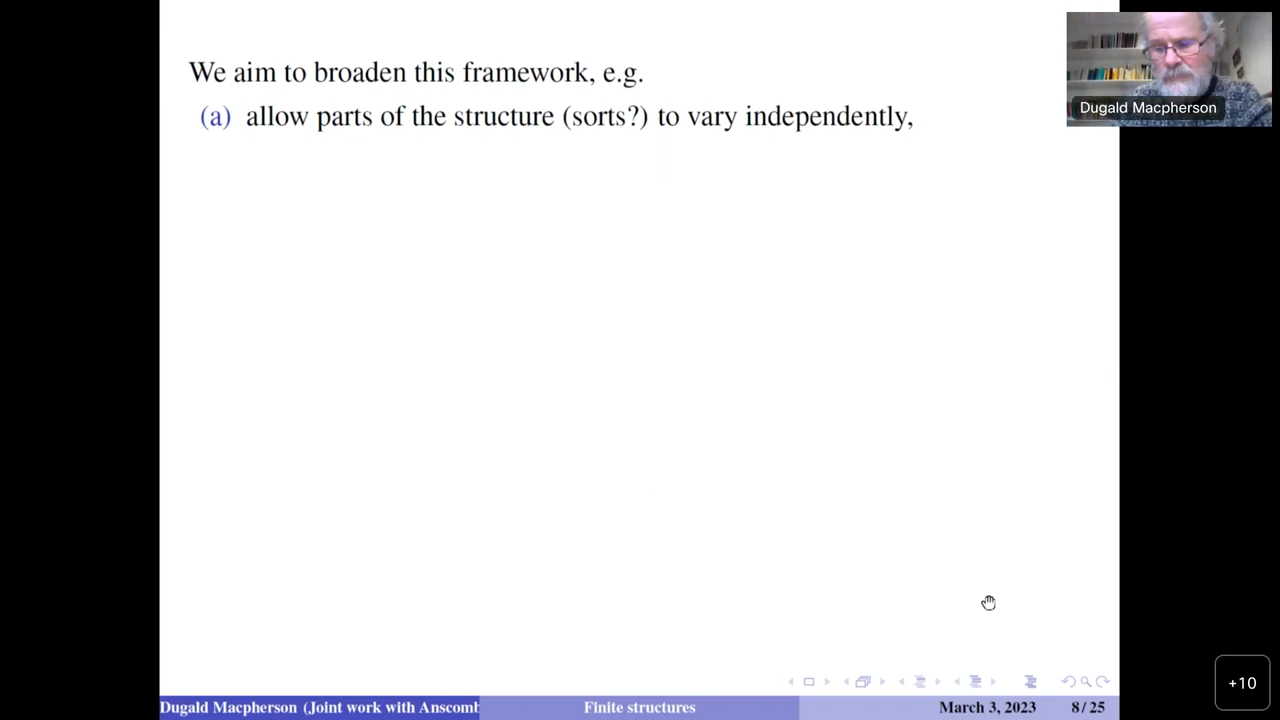 We aim to broaden this framework, e.g.
(a) allow parts of the structure (sorts?) to vary independently,
Dugald Macpherson
+10
Dugald Macpherson (Joint work with Anscomb
Finite structures
March 3, 2023
8 / 25